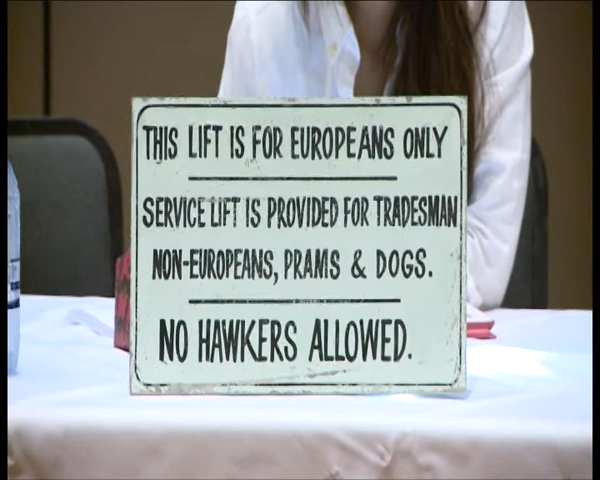 THIS LIFT IS FOR EUROPEANS ONLY
SERVICE LIFT IS PROVIDED FOR TRADESMAN
NON-EUROPEANS, PRAMS & DOGS.
NO HAWKERS ALLOWED.